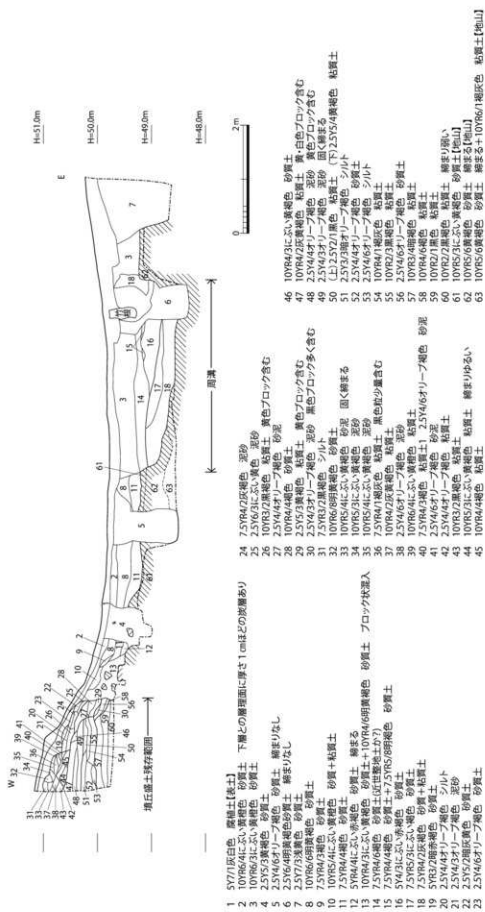 H=51.0m
H=50.0m
H=49.0m
H=48.0m
W
E
墳丘盛土残存範囲
周溝
0
2m
1 5Y7/1灰白色 腐植土【表土】
2 10YR6/4にぶい黄橙色 砂質土 下層との層理面に厚さ1cmほどの炭層あり
3 10YR6/3にぶい黄橙色 砂質土
4 2.5Y5/3黄褐色 砂質土
5 2.5Y4/6オリーブ褐色 砂質土 締まりなし
6 2.5Y6/4明黄褐色砂質土 締まりなし
7 5Y7/3浅黄色 砂質土
8 10YR6/6明黄褐色 砂質土
9 7.5YR4/3褐色 砂質土
10 10YR5/4にぶい黄褐色 砂質土+粘質土
11 7.5YR4/4褐色 砂質土
12 5YR4/4にぶい赤褐色 砂質土 締まる
13 10YR4/3にぶい黄褐色 砂質土+10YR4/6明黄褐色 砂質土 ブロック状混入
14 7.5YR4/6褐色 砂質土(近世整地土か?)
15 7.5YR4/4褐色 砂質土+7.5YR5/8明褐色 砂質土
16 5Y4/3にぶい赤褐色 砂質土
17 7.5YR5/3にぶい褐色 砂質土
18 7.5Y4/2灰褐色 砂質土+粘質土
19 5YR3/2暗赤褐色 砂質土
20 2.5Y4/4オリーブ褐色 シルト
21 2.5Y4/3オリーブ褐色 泥砂
22 2.5Y5/2暗灰黄色 砂質土
23 2.5Y4/6オリーブ褐色 砂質土
24 7.5YR4/2灰褐色 泥砂
25 2.5Y6/3にぶい黄色 泥砂
26 10YR3/2黒褐色 粘質土 黄色ブロック含む
27 2.5Y4/4オリーブ褐色 砂泥
28 10YR4/4褐色 砂質土
29 2.5Y5/3黄褐色 粘質土 黄色ブロック含む
30 2.5Y4/3オリーブ褐色 泥砂 黒色ブロック多く含む
31 7.5YR3/2黒褐色 シルト
32 10YR6/8明黄褐色 砂質土
33 10YR5/4にぶい黄褐色 砂泥 固く締まる
34 10YR5/3にぶい黄褐色 泥砂
35 10YR5/4にぶい黄褐色 泥砂
36 7.5YR4/1褐灰色 粘質土 黒色粒少量含む
37 10YR4/2灰黄褐色 粘質土
38 2.5Y4/6オリーブ褐色 泥砂
39 10YR6/4にぶい黄橙色 粘質土
40 7.5YR4/3褐色 粘質土1 2.5Y4/6オリーブ褐色 砂泥
41 2.5Y4/6オリーブ褐色 砂泥
42 2.5Y4/4オリーブ褐色 粘質土
43 10YR3/2黒褐色 粘質土
44 10YR5/3にぶい黄褐色 粘質土 締まりゆるい
45 10YR4/4褐色 粘質土
46 10YR4/3にぶい黄褐色 砂質土
47 10YR4/2灰黄褐色 粘質土 黄・白色ブロック含む
48 2.5Y4/4オリーブ褐色 泥砂 黄色ブロック含む
49 2.5Y4/3オリーブ褐色 泥砂 固く締まる
50 (上)2.5Y2/1黒色 粘質土 (下)2.5Y5/4黄褐色 粘質土
51 2.5Y3/3暗オリーブ褐色 シルト
52 2.5Y4/4オリーブ褐色 砂質土
53 2.5Y4/6オリーブ褐色 シルト
54 10YR4/1褐灰色 粘質土
55 10YR2/3黒褐色 粘質土
56 2.5Y4/6オリーブ褐色 砂質土
57 10YR3/4暗褐色 粘質土
58 10YR4/6褐色 粘質土
59 10YR2/1黒色 粘質土
60 10YR2/2黒褐色 粘質土 締まり弱い
61 10YR5/3にぶい黄褐色 砂質土【地山】
62 10YR5/6黄褐色 砂質土 締まる【地山】
63 10YR5/6黄褐色 砂質土 締まる+10YR6/1褐灰色 粘質土【地山】